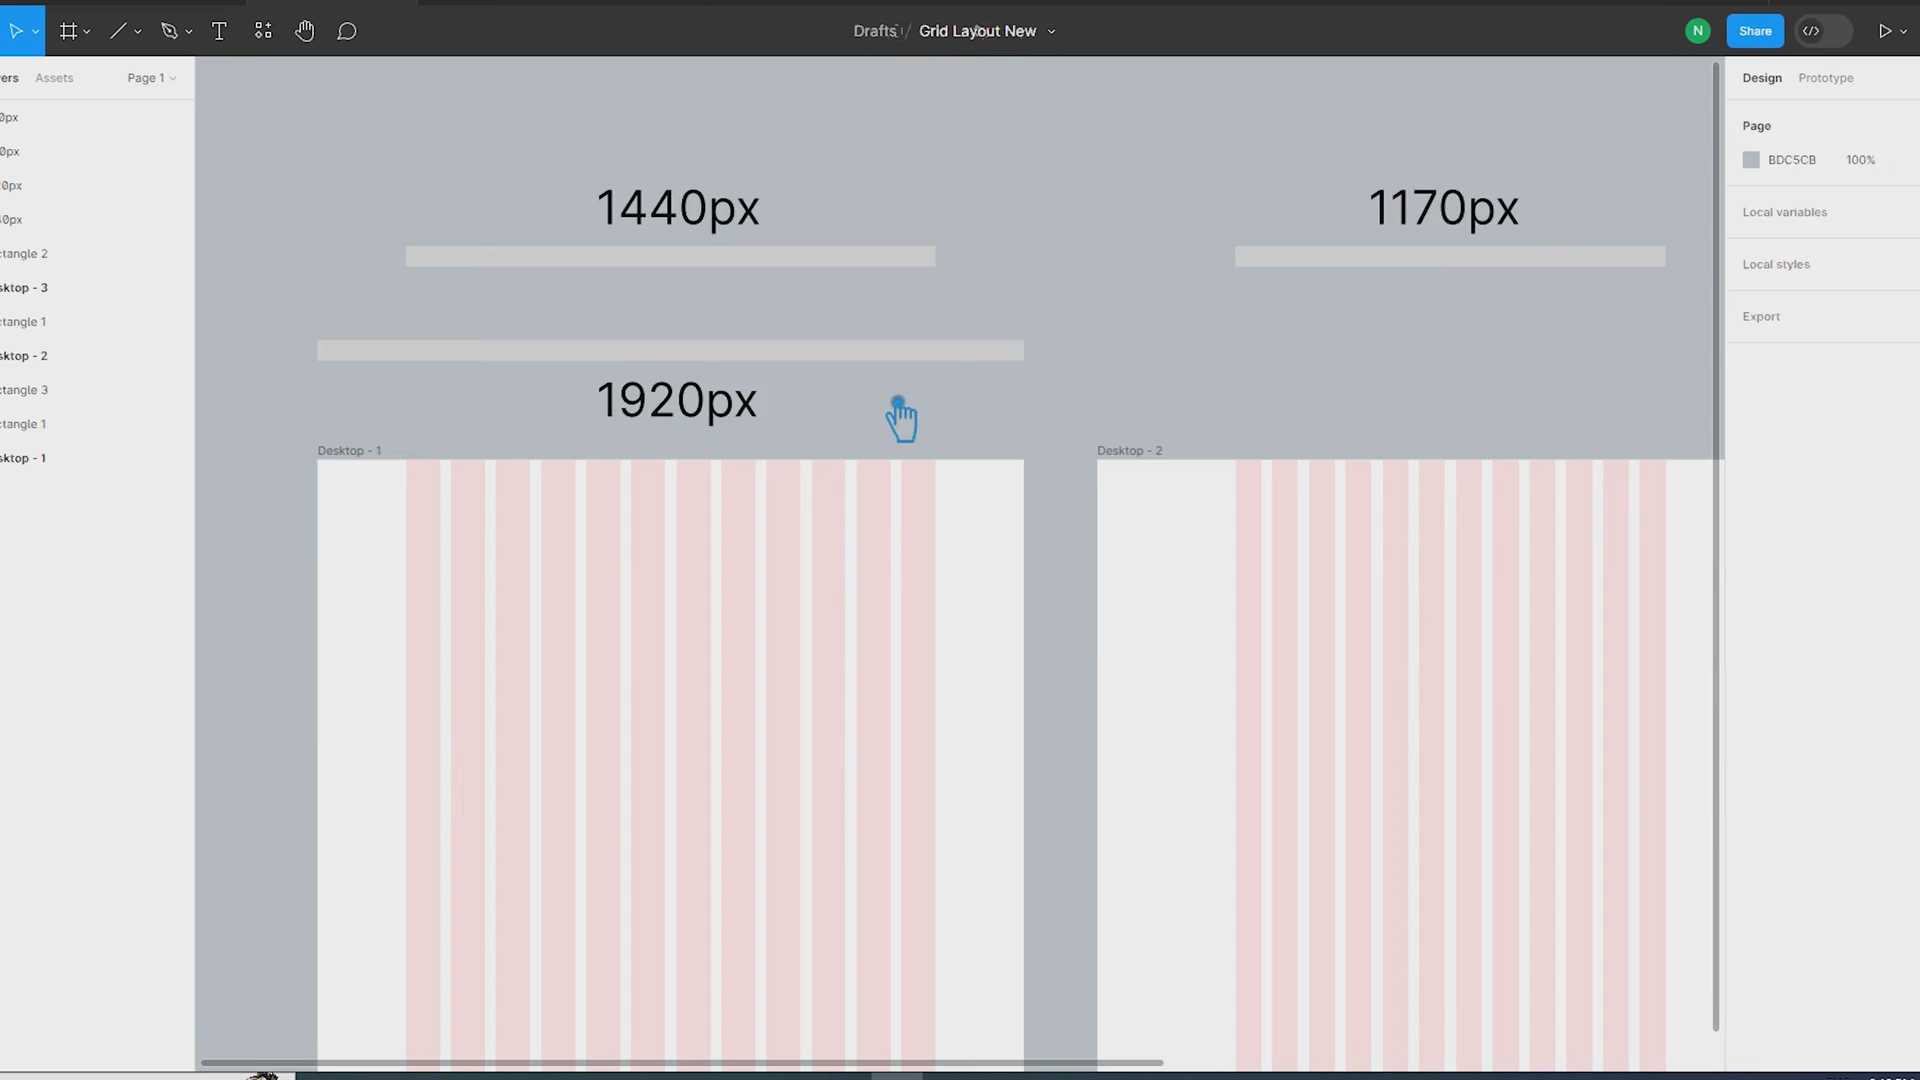 Drafts / Grid Layout New
N
Share
ers Assets Page 1
0px
0px
20px
40px
ctangle 2
sktop - 3
ctangle 1
sktop - 2
ctangle 3
ctangle 1
sktop - 1
1440px
1170px
1920px
Desktop - 1
Desktop - 2
Design Prototype
Page
BDC5CB 100%
Local variables
Local styles
Export